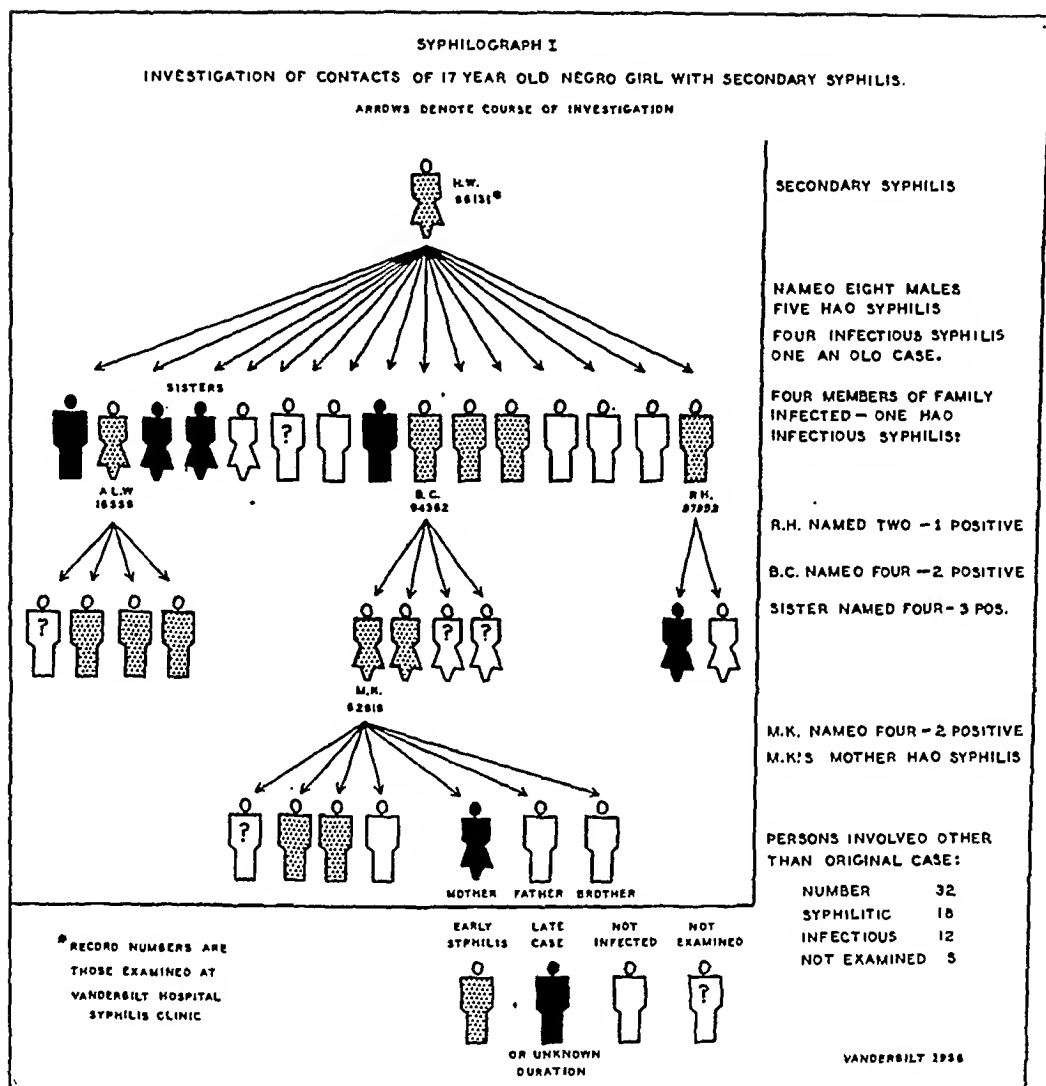 SYPHILOGRAPH I
INVESTIGATION OF CONTACTS OF 17 YEAR OLD NEGRO GIRL WITH SECONDARY SYPHILIS.
ARROWS DENOTE COURSE OF INVESTIGATION
H.W.
*
SECONDARY SYPHILIS
NAMEO EIGHT MALES
FIVE HAO SYPHILIS
FOUR INFECTIOUS SYPHILIS
ONE AN OLO CASE.
SISTERS
?
FOUR MEMBERS OF FAMILY
INFECTED — ONE HAO
INFECTIOUS SYPHILIS:
A L.W
B.C.
94362
R.H.
R.H. NAMED TWO — 1 POSITIVE
B.C. NAMEO FOUR — 2 POSITIVE
SISTER NAMED FOUR — 3 POS.
?
? ?
M.K.
M.K. NAMEO FOUR — 2 POSITIVE
M.K'S MOTHER HAO SYPHILIS
?
MOTHER FATHER BROTHER
PERSONS INVOLVED OTHER
THAN ORIGINAL CASE:
NUMBER 32
SYPHILITIC 18
INFECTIOUS 12
NOT EXAMINED 5
* RECORD NUMBERS ARE
THOSE EXAMINED AT
VANDERBILT HOSPITAL
SYPHILIS CLINIC
EARLY SYPHILIS
LATE CASE
NOT INFECTED
NOT EXAMINED
?
OR UNKNOWN
DURATION
VANDERBILT 1936